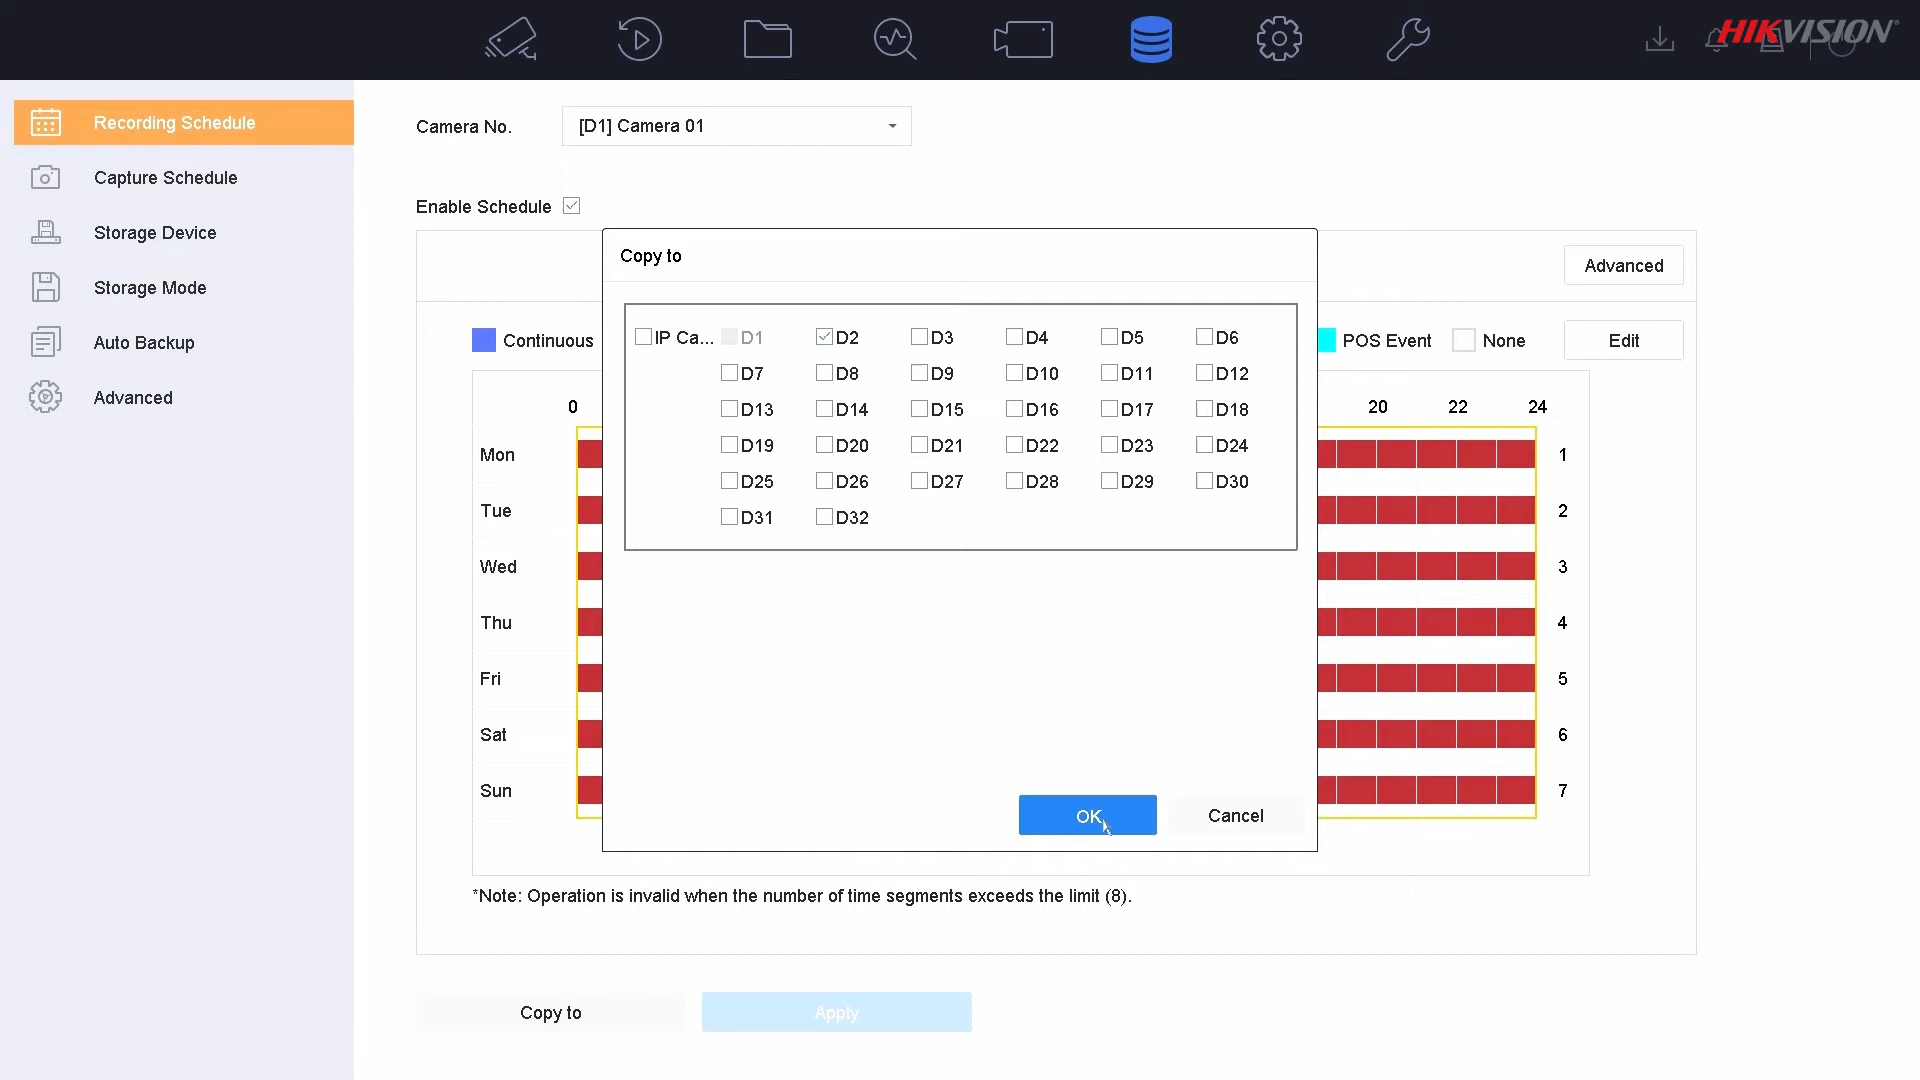 HIKVISION®
Recording Schedule
Capture Schedule
Storage Device
Storage Mode
Auto Backup
Advanced
Camera No. [D1] Camera 01
Enable Schedule
Advanced
Continuous POS Event None Edit
0 20 22 24
Mon 1
Tue 2
Wed 3
Thu 4
Fri 5
Sat 6
Sun 7
Copy to
IP Ca... D1 D2 D3 D4 D5 D6
D7 D8 D9 D10 D11 D12
D13 D14 D15 D16 D17 D18
D19 D20 D21 D22 D23 D24
D25 D26 D27 D28 D29 D30
D31 D32
OK Cancel
*Note: Operation is invalid when the number of time segments exceeds the limit (8).
Copy to Apply